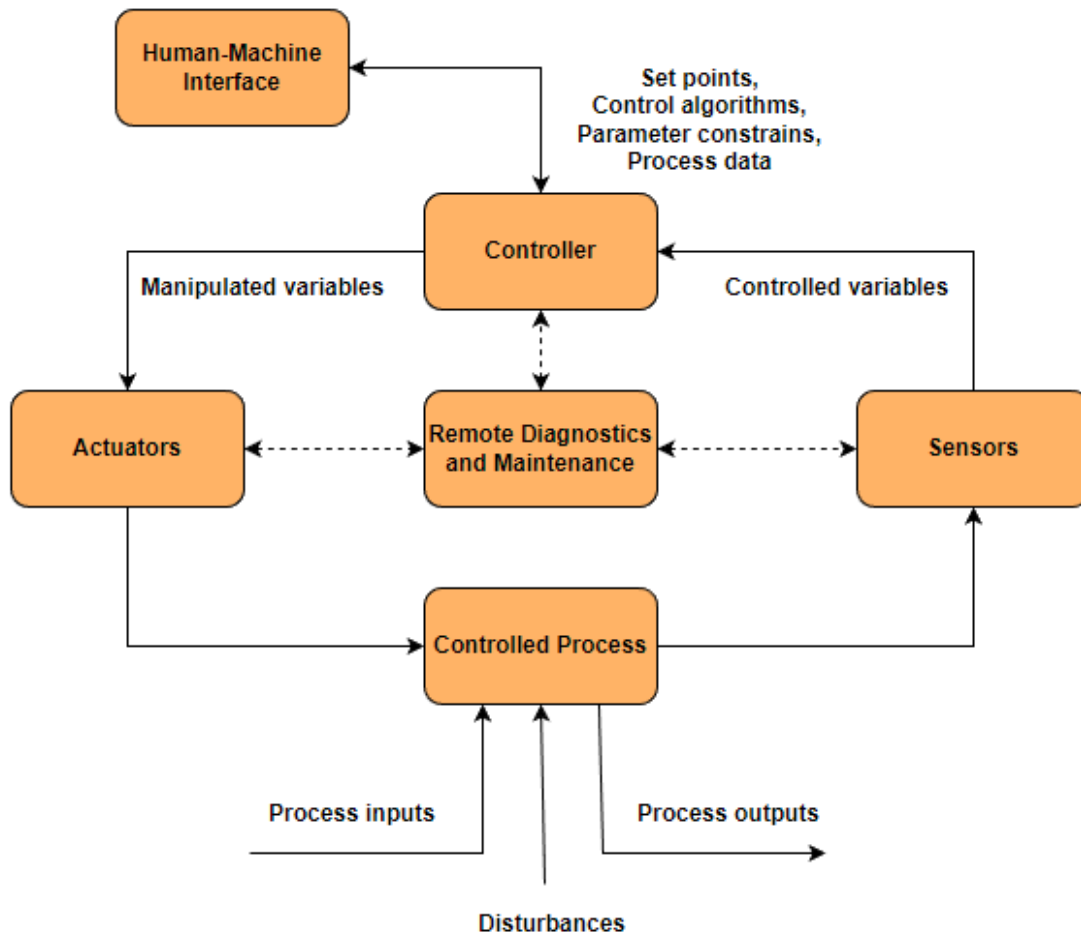 Human-Machine
Interface
Set points,
Control algorithms,
Parameter constrains,
Process data
Controller
Manipulated variables
Controlled variables
Actuators
Remote Diagnostics
and Maintenance
Sensors
Controlled Process
Process inputs
Process outputs
Disturbances